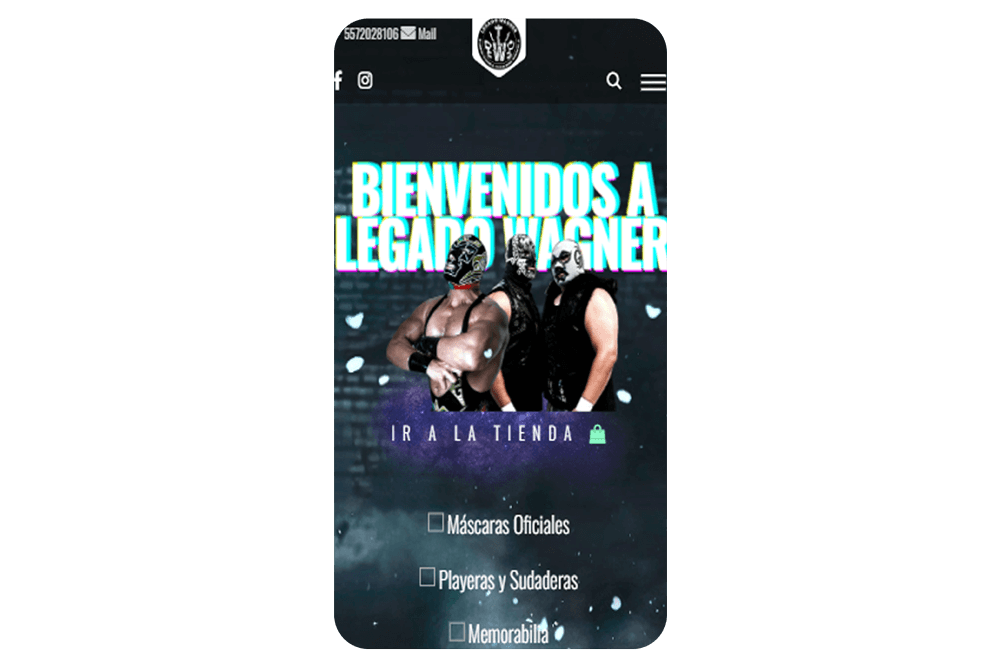 5572028106 Mail
BIENVENIDOS A
LEGADO WAGNER
IR A LA TIENDA
Máscaras Oficiales
Playeras y Sudaderas
Memorabilia